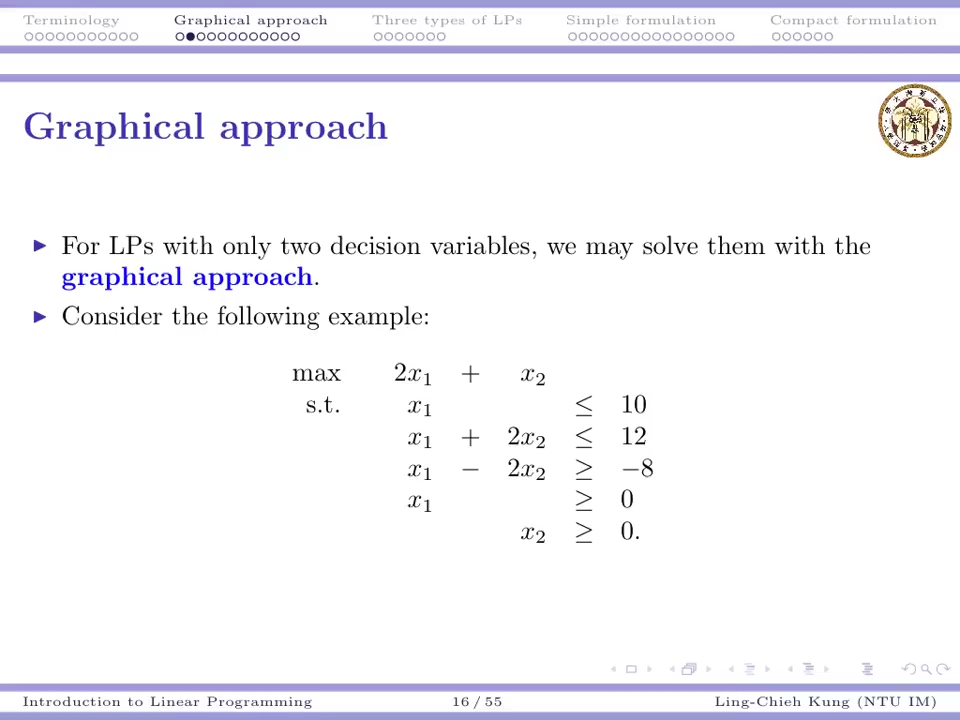 Terminology Graphical approach Three types of LPs Simple formulation Compact formulation
Graphical approach
► For LPs with only two decision variables, we may solve them with the
graphical approach.
► Consider the following example:
max 2x₁ + x₂
s.t. x₁ ≤ 10
x₁ + 2x₂ ≤ 12
x₁ − 2x₂ ≥ −8
x₁ ≥ 0
x₂ ≥ 0.
Introduction to Linear Programming 16 / 55 Ling-Chieh Kung (NTU IM)